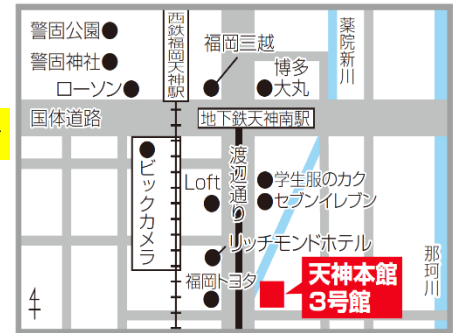 警固公園
警固神社
ローソン
西鉄福岡天神駅
福岡三越
博多
大丸
薬院新川
国体道路
地下鉄天神南駅
ビックカメラ
Loft
渡辺通り
学生服のカク
セブンイレブン
リッチモンドホテル
福岡トヨタ
天神本館
3号館
那珂川
4